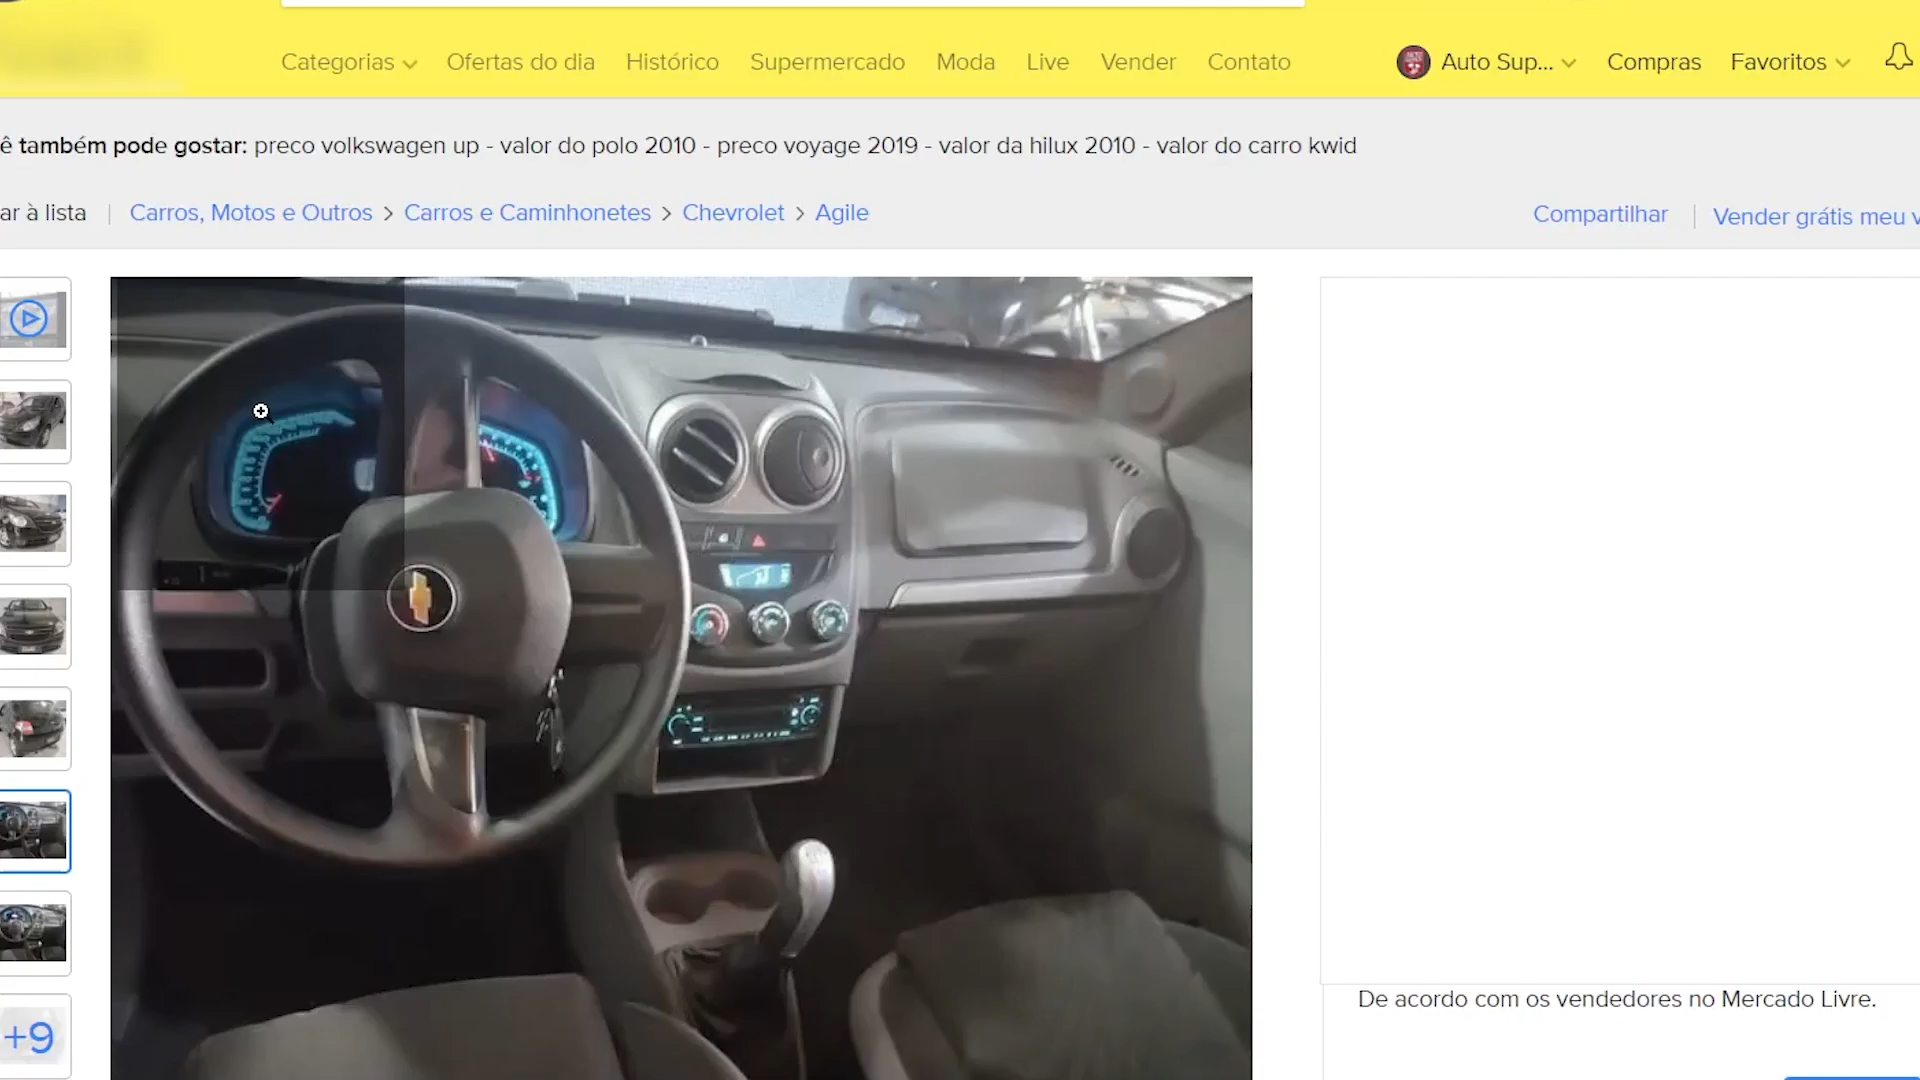 Categorias
Ofertas do dia
Histórico
Supermercado
Moda
Live
Vender
Contato
Auto Sup...
Compras
Favoritos
ê também pode gostar: preco volkswagen up - valor do polo 2010 - preco voyage 2019 - valor da hilux 2010 - valor do carro kwid
ar à lista
Carros, Motos e Outros > Carros e Caminhonetes > Chevrolet > Agile
Compartilhar
Vender grátis meu v
+9
De acordo com os vendedores no Mercado Livre.